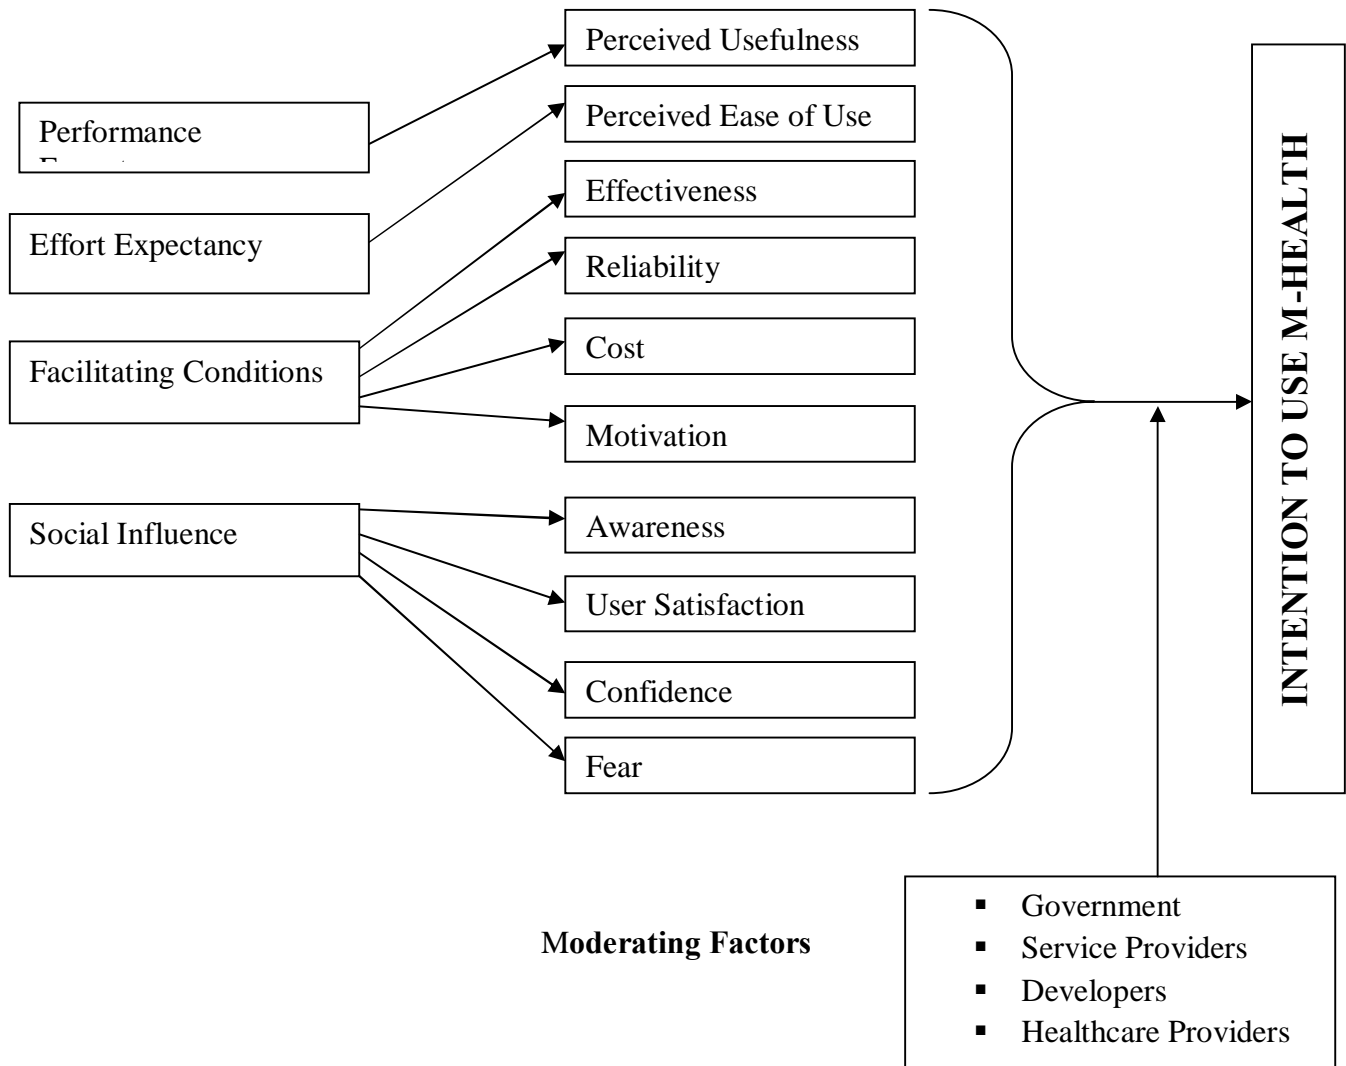 Performance
Effort Expectancy
Facilitating Conditions
Social Influence
Perceived Usefulness
Perceived Ease of Use
Effectiveness
Reliability
Cost
Motivation
Awareness
User Satisfaction
Confidence
Fear
INTENTION TO USE M-HEALTH
Moderating Factors
▪ Government
▪ Service Providers
▪ Developers
▪ Healthcare Providers